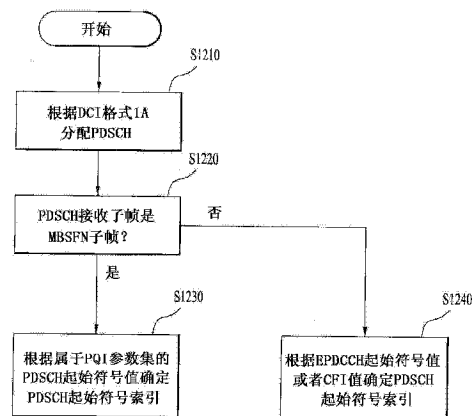 开始
S1210
根据DCI格式1A
分配PDSCH
S1220
PDSCH接收子帧是
MBSFN子帧?
否
是
S1230
根据属于PQI参数集的
PDSCH起始符号值确定
PDSCH起始符号索引
S1240
根据EPDCCH起始符号值
或者CFI值确定PDSCH
起始符号索引